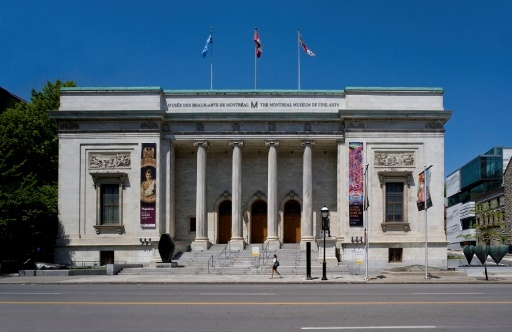 MUSÉE DES BEAUX-ARTS DE MONTRÉAL M THE MONTREAL MUSEUM OF FINE ARTS